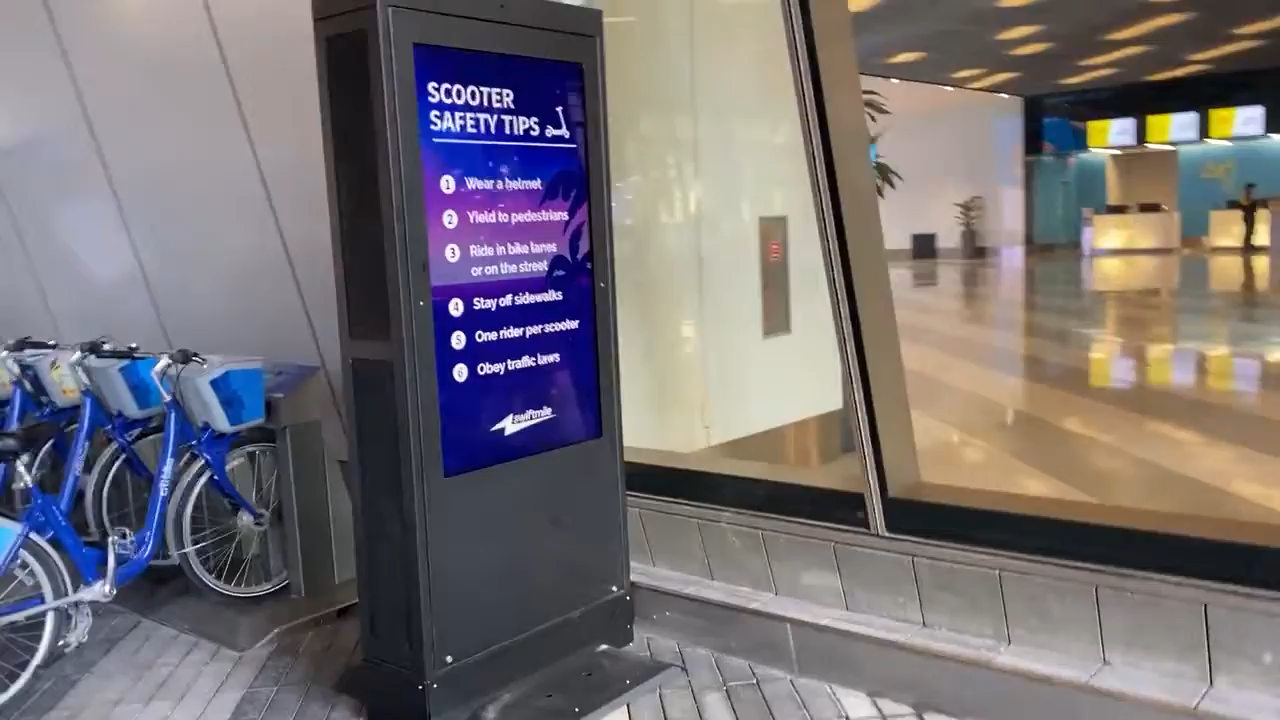 SCOOTER
SAFETY TIPS
1 Wear a helmet
2 Yield to pedestrians
3 Ride in bike lanes
or on the street
4 Stay off sidewalks
5 One rider per scooter
6 Obey traffic laws
swiftmile